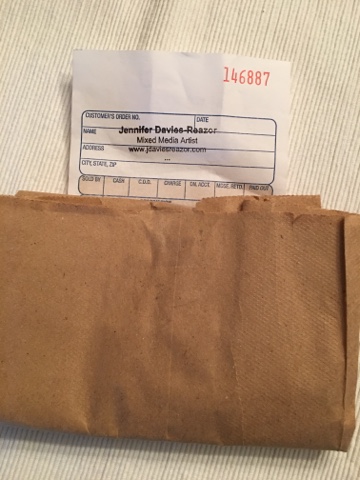 146887
CUSTOMER'S ORDER NO. DATE
NAME Jennifer Davies-Reazor
Mixed Media Artist
ADDRESS www.jdaviesreazor.com
...
CITY, STATE, ZIP
SOLD BY CASH C.O.D. CHARGE ON. ACCT. MDSE. RETD. PAID OUT